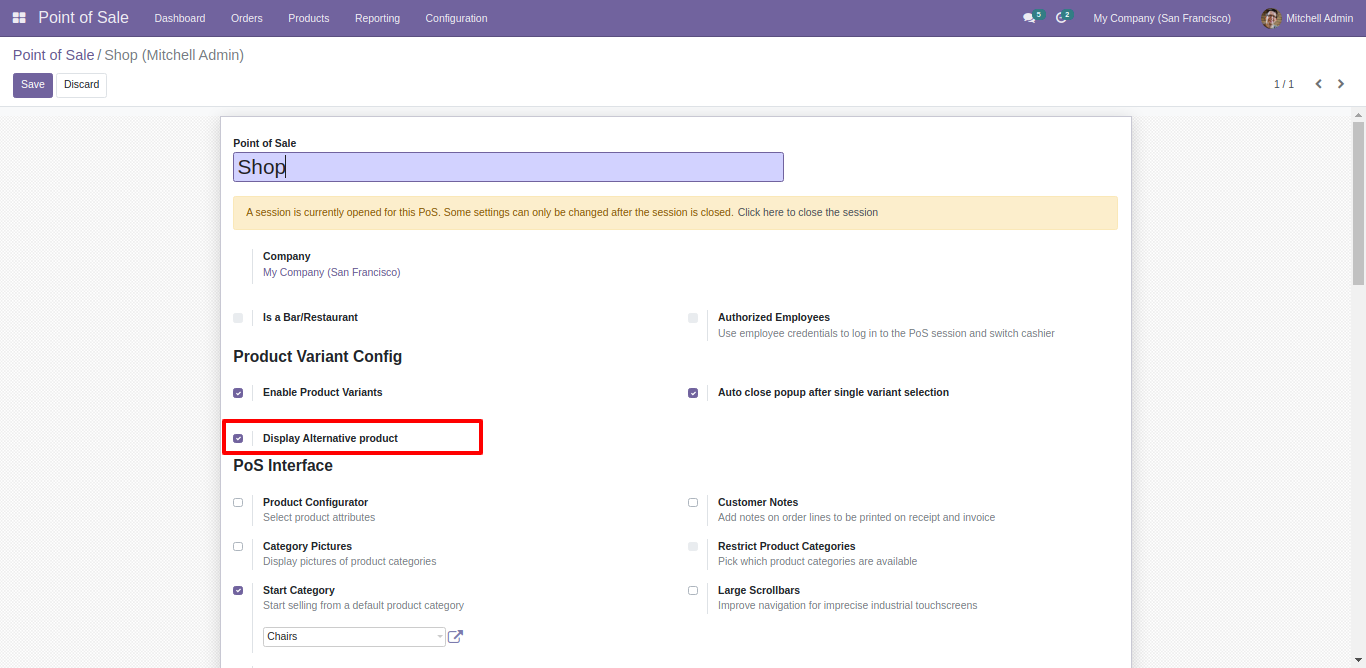 Point of Sale Dashboard Orders Products Reporting Configuration 5 2 My Company (San Francisco) Mitchell Admin
Point of Sale / Shop (Mitchell Admin)
Save Discard 1 / 1
Point of Sale
Shop
A session is currently opened for this PoS. Some settings can only be changed after the session is closed. Click here to close the session
Company
My Company (San Francisco)
Is a Bar/Restaurant
Authorized Employees
Use employee credentials to log in to the PoS session and switch cashier
Product Variant Config
Enable Product Variants
Auto close popup after single variant selection
Display Alternative product
PoS Interface
Product Configurator
Select product attributes
Customer Notes
Add notes on order lines to be printed on receipt and invoice
Category Pictures
Display pictures of product categories
Restrict Product Categories
Pick which product categories are available
Start Category
Start selling from a default product category
Large Scrollbars
Improve navigation for imprecise industrial touchscreens
Chairs